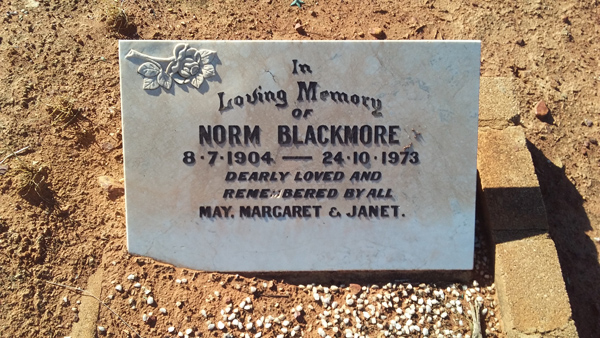 In
Loving Memory
OF
NORM BLACKMORE
8·7·1904 — 24·10·1973
DEARLY LOVED AND
REMEMBERED BY ALL
MAY, MARGARET & JANET.